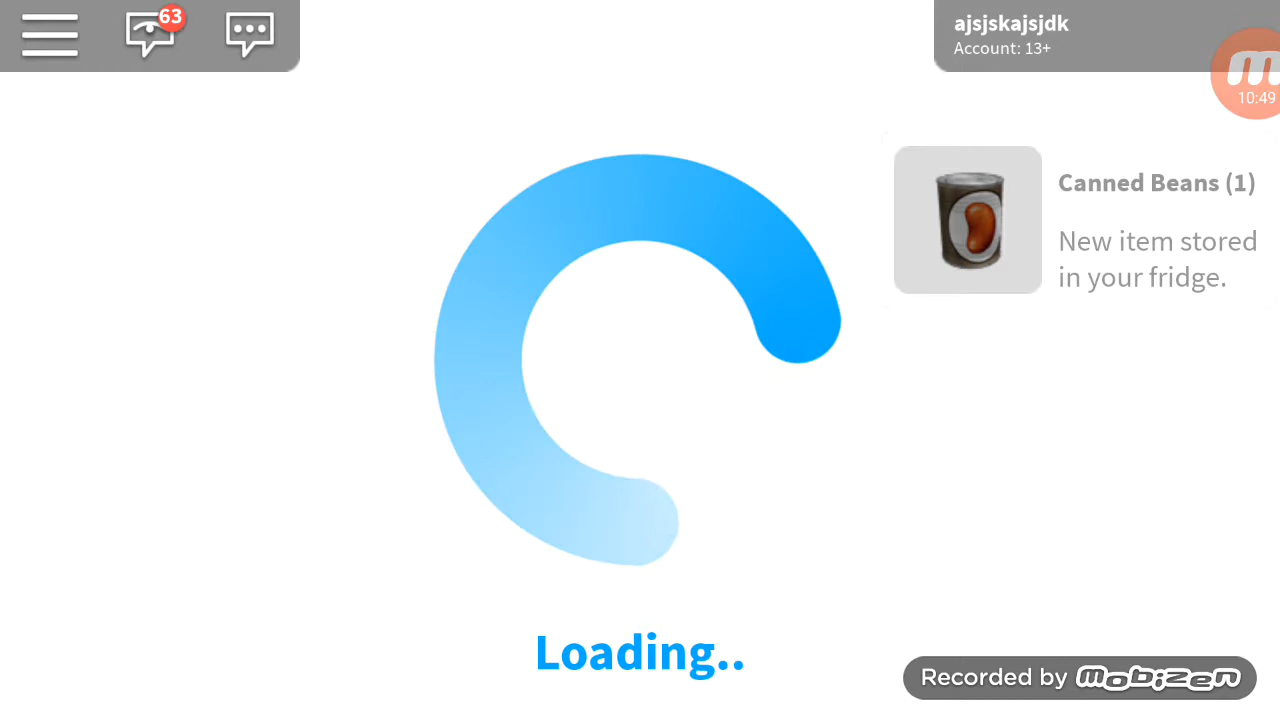 63
ajsjskajsjdk
Account: 13+
10:49
Canned Beans (1)
New item stored
in your fridge.
Loading..
Recorded by mobizen